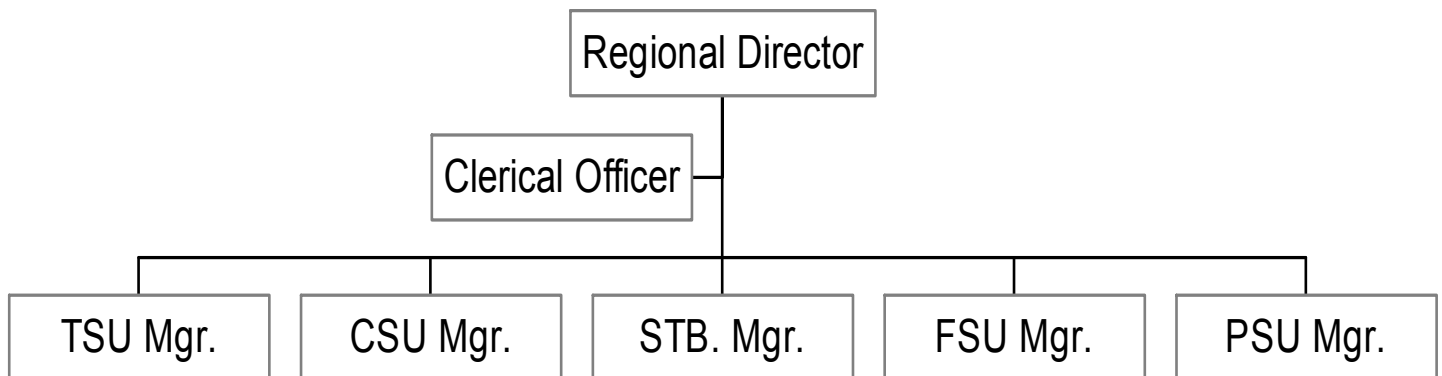 Regional Director
Clerical Officer
TSU Mgr.
CSU Mgr.
STB. Mgr.
FSU Mgr.
PSU Mgr.